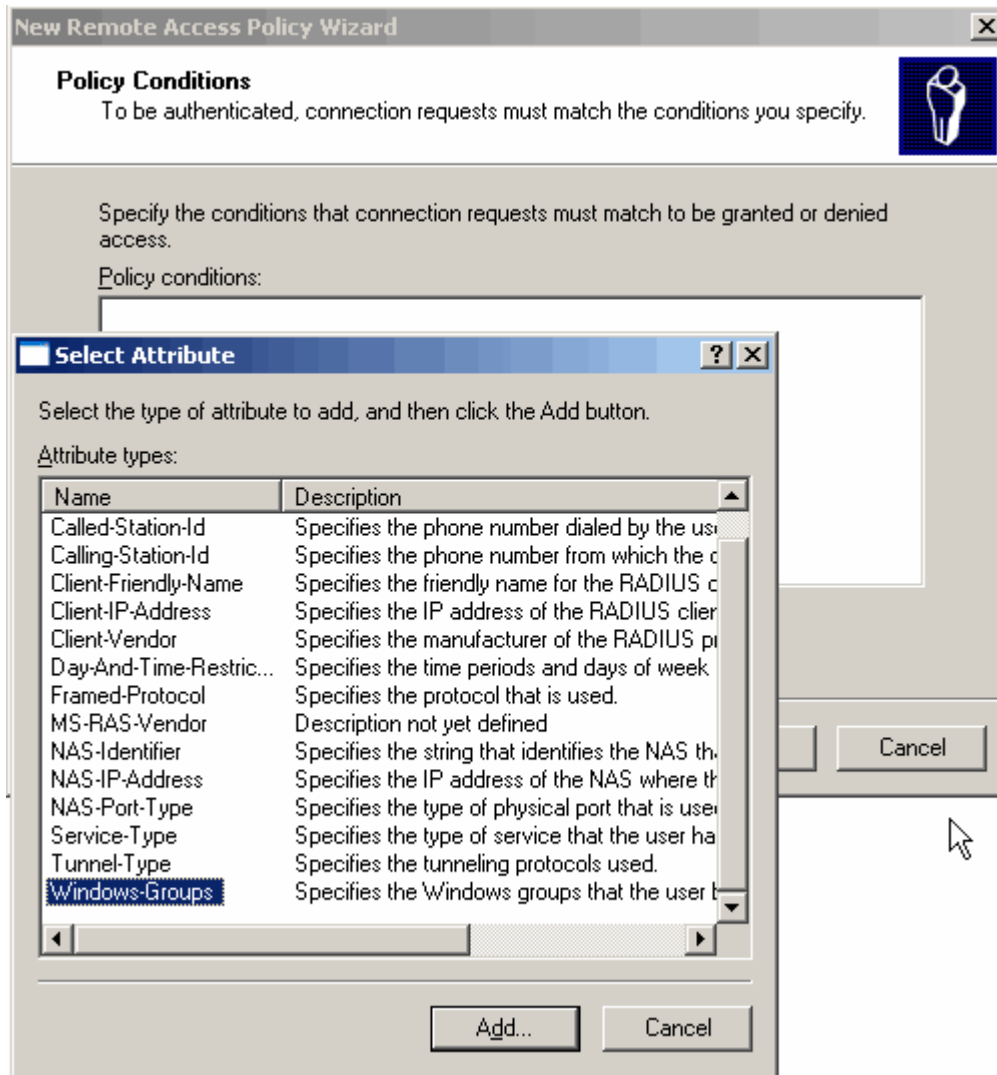 New Remote Access Policy Wizard
Policy Conditions
To be authenticated, connection requests must match the conditions you specify.
Specify the conditions that connection requests must match to be granted or denied
access.
Policy conditions:
Select Attribute
Select the type of attribute to add, and then click the Add button.
Attribute types:
Name Description
Called-Station-Id Specifies the phone number dialed by the
Calling-Station-Id Specifies the phone number from which the
Client-Friendly-Name Specifies the friendly name for the RADIUS
Client-IP-Address Specifies the IP address of the RADIUS
Client-Vendor Specifies the manufacturer of the RADIUS
Day-And-Time-Restric... Specifies the time periods and days of week
Framed-Protocol Specifies the protocol that is used.
MS-RAS-Vendor Description not yet defined
NAS-Identifier Specifies the string that identifies the NAS
NAS-IP-Address Specifies the IP address of the NAS where
NAS-Port-Type Specifies the type of physical port that is
Service-Type Specifies the type of service that the user
Tunnel-Type Specifies the tunneling protocols used.
Windows-Groups Specifies the Windows groups that the user
Cancel
Add... Cancel